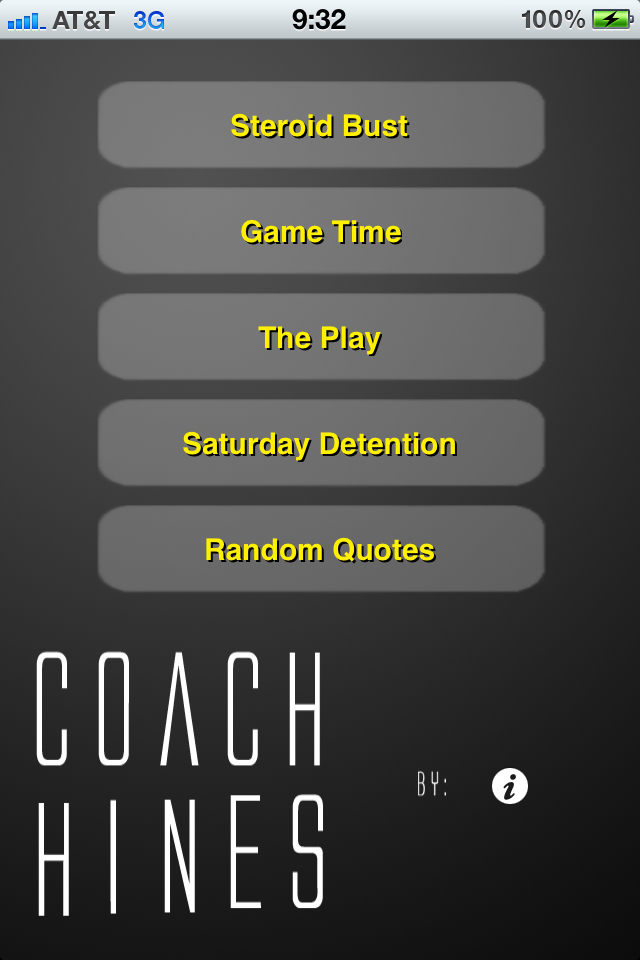 AT&T 3G 9:32 100%
Steroid Bust
Game Time
The Play
Saturday Detention
Random Quotes
COACH
BY: i
HINES